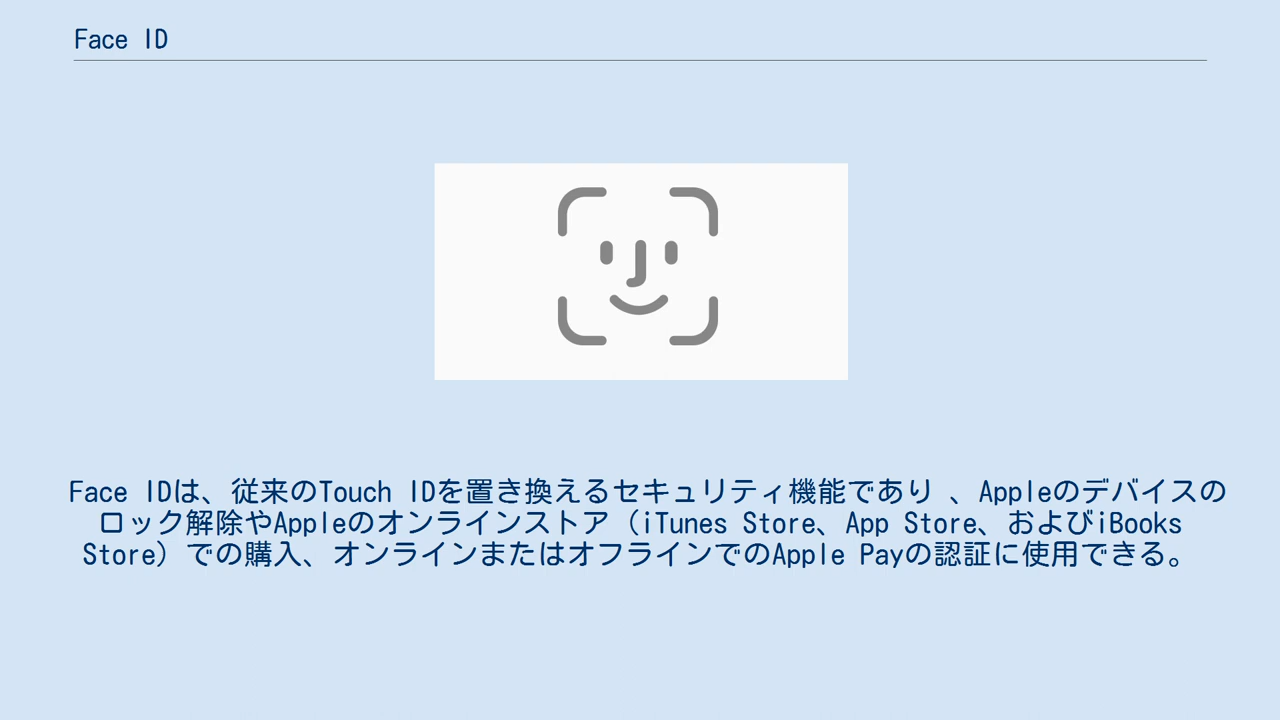 Face ID
Face IDは、従来のTouch IDを置き換えるセキュリティ機能であり 、Appleのデバイスの
ロック解除やAppleのオンラインストア（iTunes Store、App Store、およびiBooks
Store）での購入、オンラインまたはオフラインでのApple Payの認証に使用できる。